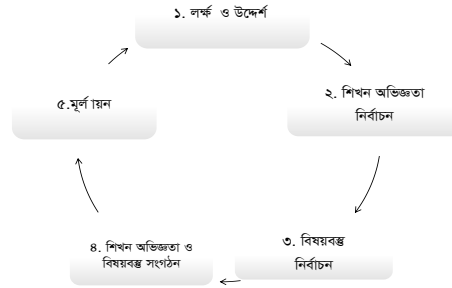 ১. লর্ক্ষ ও উদ্দের্শ
২. শিখন অভিজ্ঞতা
নির্বাচন
৩. বিষয়বস্তু
নির্বাচন
৪. শিখন অভিজ্ঞতা ও
বিষয়বস্তু সংগঠন
৫.মূর্ল ায়ন